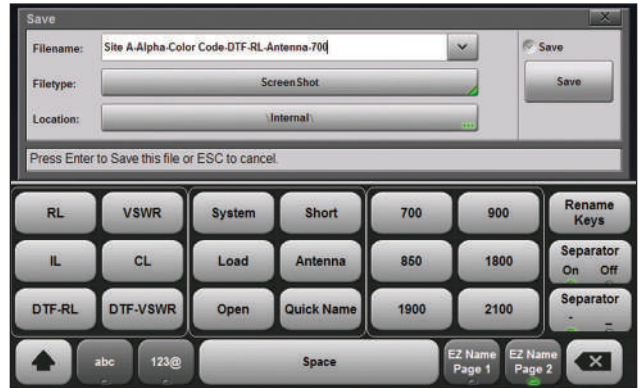 Save X
Filename: Site A-Alpha-Color Code-DTF-RL-Antenna-700 Save
Filetype: ScreenShot Save
Location: \Internal\
Press Enter to Save this file or ESC to cancel.
RL VSWR System Short 700 900 Rename Keys
IL CL Load Antenna 850 1800 Separator On Off
DTF-RL DTF-VSWR Open Quick Name 1900 2100 Separator - _
abc 123@ Space EZ Name Page 1 EZ Name Page 2